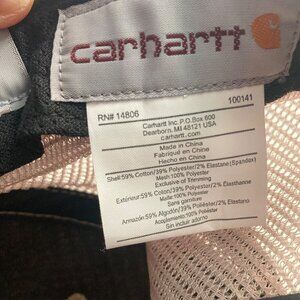 carhartt
RN# 14806
100141
Carhartt Inc. P.O. Box 600
Dearborn, MI 48121 USA
carhartt.com
Made in China
Fabriqué en Chine
Hecho en China
Shell:59% Cotton/39% Polyester/2% Elastane(Spandex)
Mesh:100% Polyester
Exclusive of Trimming
Extérieur:59% Coton/39% Polyester/2% Élasthanne
Maille:100% Polyester
Sans garniture
Armazón:59% Algodón/39% Poliéster/2% Elastano
Acoplamiento:100% Poliéster
Sin incluir adorno